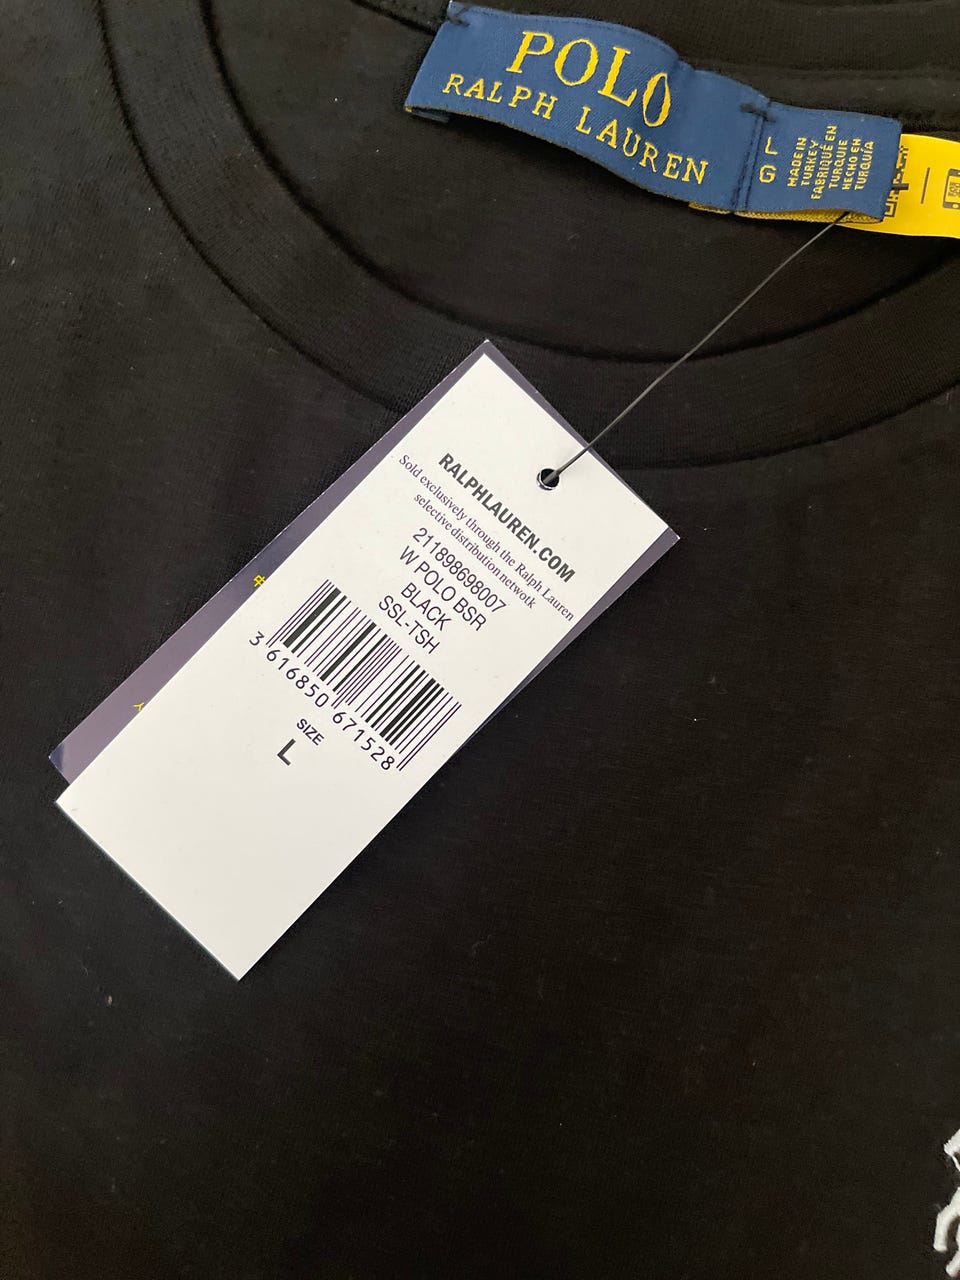 POLO
RALPH LAUREN
L
G
MADE IN
TURKEY
FABRIQUÉ EN
TURQUIE
HECHO EN
TURQUÍA
RALPHLAUREN.COM
Sold exclusively through the Ralph Lauren
selective distribution netwotk
211898698007
W POLO BSR
BLACK
SSL-TSH
3 616850 671528
SIZE
L